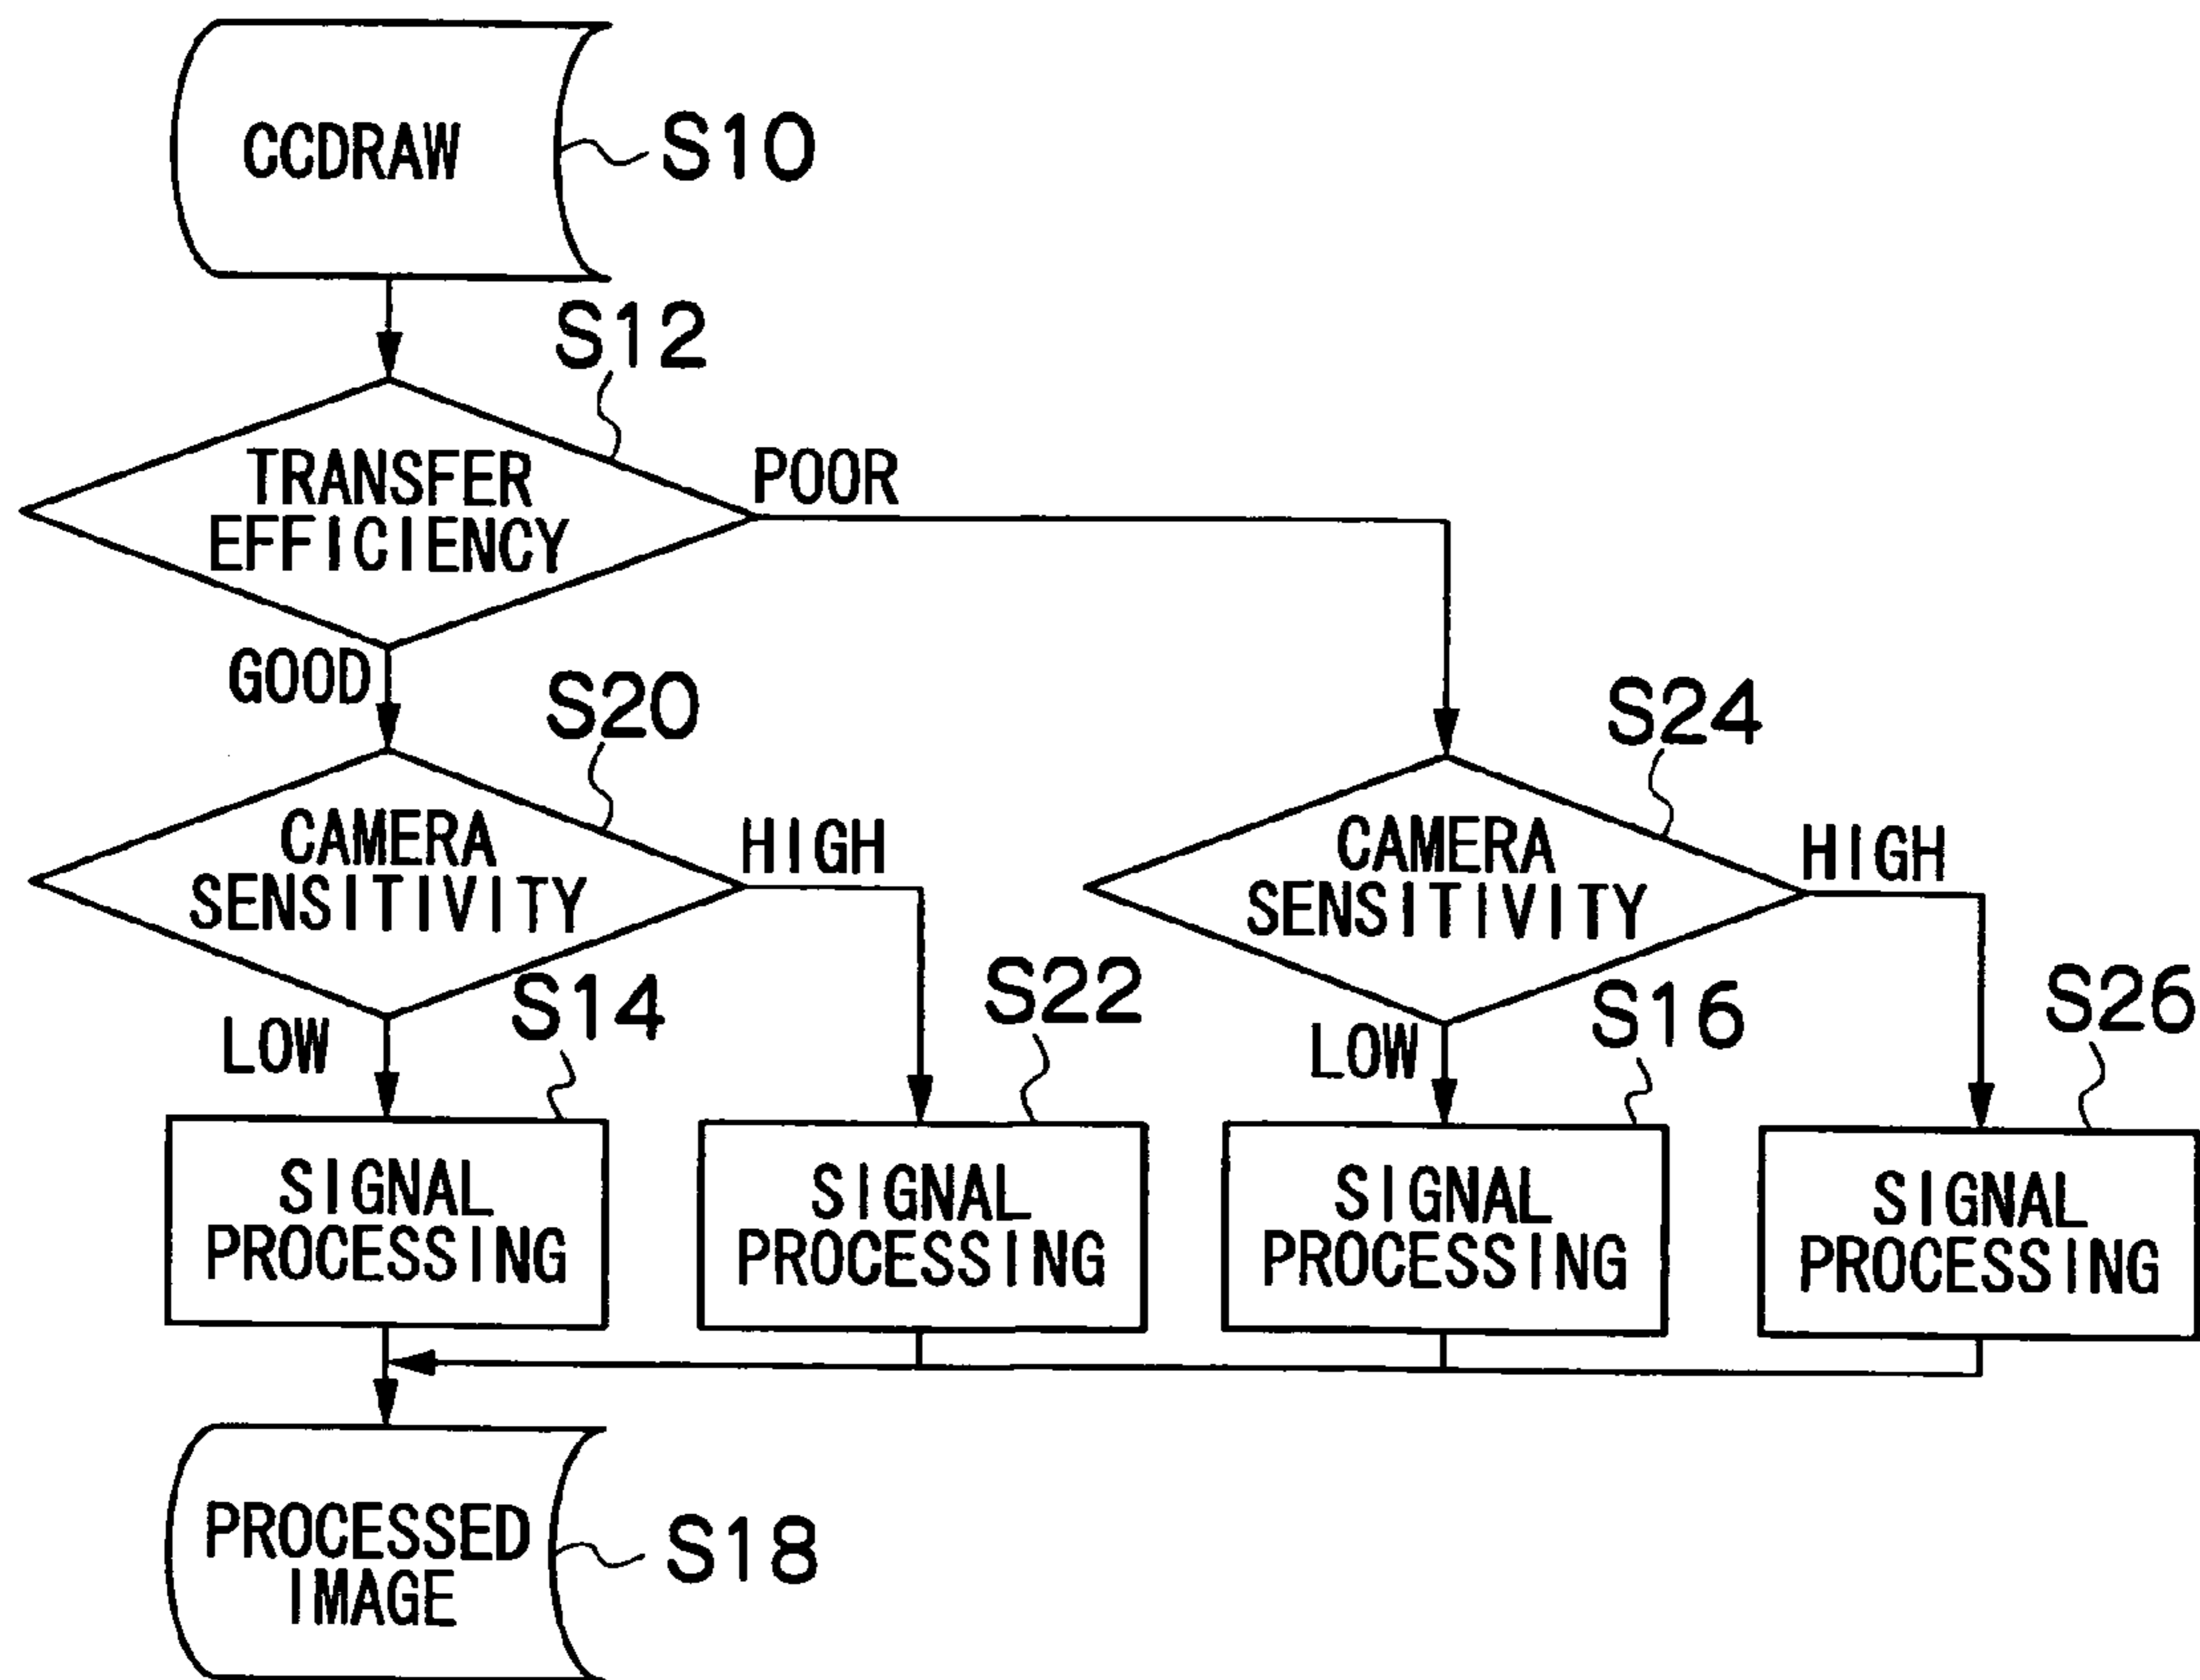 CCDRAW
S10
S12
TRANSFER
EFFICIENCY
POOR
GOOD
S20
S24
CAMERA
SENSITIVITY
HIGH
CAMERA
SENSITIVITY
HIGH
LOW
S14
S22
LOW
S16
S26
SIGNAL
PROCESSING
SIGNAL
PROCESSING
SIGNAL
PROCESSING
SIGNAL
PROCESSING
PROCESSED
IMAGE
S18